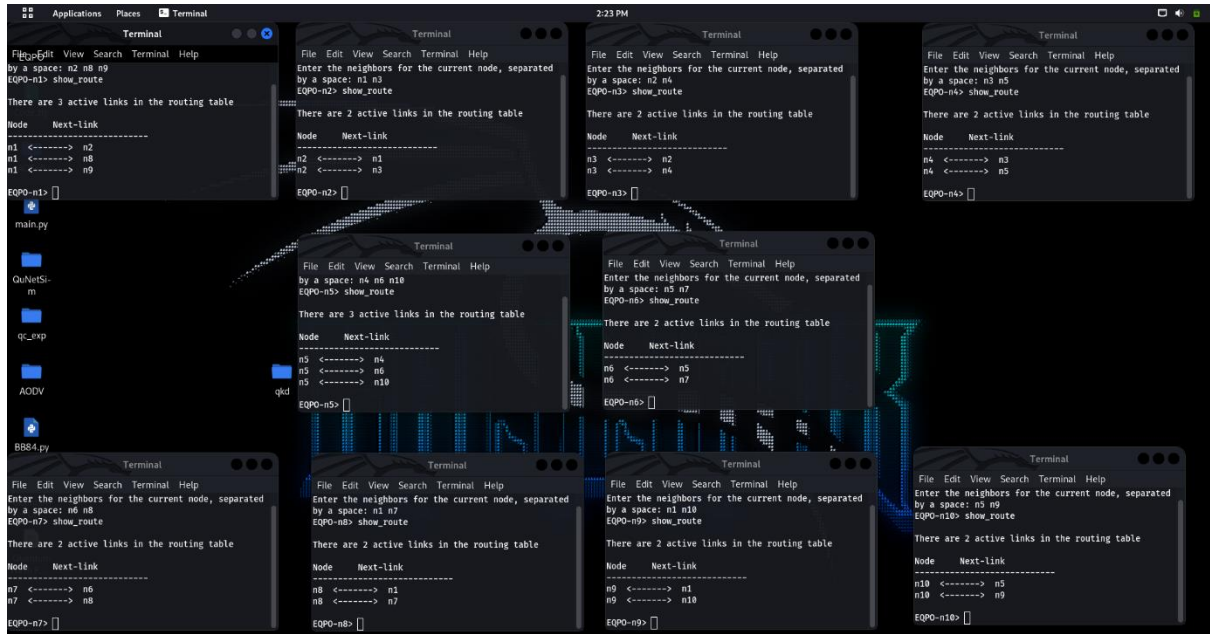 Applications Places Terminal 2:23 PM
Terminal
File Edit View Search Terminal Help
by a space: n2 n8 n9
EQPO-n1> show_route
There are 3 active links in the routing table
Node Next-link
----------------------------
n1 <-------> n2
n1 <-------> n8
n1 <-------> n9
EQPO-n1>
Terminal
File Edit View Search Terminal Help
Enter the neighbors for the current node, separated
by a space: n1 n3
EQPO-n2> show_route
There are 2 active links in the routing table
Node Next-link
----------------------------
n2 <-------> n1
n2 <-------> n3
EQPO-n2>
Terminal
File Edit View Search Terminal Help
Enter the neighbors for the current node, separated
by a space: n2 n4
EQPO-n3> show_route
There are 2 active links in the routing table
Node Next-link
----------------------------
n3 <-------> n2
n3 <-------> n4
EQPO-n3>
Terminal
File Edit View Search Terminal Help
Enter the neighbors for the current node, separated
by a space: n3 n5
EQPO-n4> show_route
There are 2 active links in the routing table
Node Next-link
----------------------------
n4 <-------> n3
n4 <-------> n5
EQPO-n4>
main.py
QuNetSi-
m
qc_exp
AODV
BB84.py
qkd
Terminal
File Edit View Search Terminal Help
by a space: n4 n6 n10
EQPO-n5> show_route
There are 3 active links in the routing table
Node Next-link
----------------------------
n5 <-------> n4
n5 <-------> n6
n5 <-------> n10
EQPO-n5>
Terminal
File Edit View Search Terminal Help
Enter the neighbors for the current node, separated
by a space: n5 n7
EQPO-n6> show_route
There are 2 active links in the routing table
Node Next-link
----------------------------
n6 <-------> n5
n6 <-------> n7
EQPO-n6>
Terminal
File Edit View Search Terminal Help
Enter the neighbors for the current node, separated
by a space: n6 n8
EQPO-n7> show_route
There are 2 active links in the routing table
Node Next-link
----------------------------
n7 <-------> n6
n7 <-------> n8
EQPO-n7>
Terminal
File Edit View Search Terminal Help
Enter the neighbors for the current node, separated
by a space: n1 n7
EQPO-n8> show_route
There are 2 active links in the routing table
Node Next-link
----------------------------
n8 <-------> n1
n8 <-------> n7
EQPO-n8>
Terminal
File Edit View Search Terminal Help
Enter the neighbors for the current node, separated
by a space: n1 n10
EQPO-n9> show_route
There are 2 active links in the routing table
Node Next-link
----------------------------
n9 <-------> n1
n9 <-------> n10
EQPO-n9>
Terminal
File Edit View Search Terminal Help
Enter the neighbors for the current node, separated
by a space: n5 n9
EQPO-n10> show_route
There are 2 active links in the routing table
Node Next-link
----------------------------
n10 <-------> n5
n10 <-------> n9
EQPO-n10>